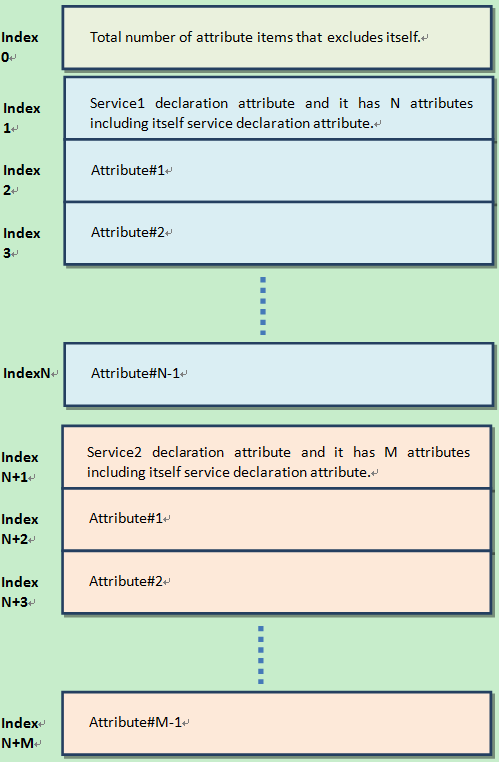 Index
0
Total number of attribute items that excludes itself.
Index
1
Service1 declaration attribute and it has N attributes
including itself service declaration attribute.
Index
2
Attribute#1
Index
3
Attribute#2
IndexN
Attribute#N-1
Index
N+1
Service2 declaration attribute and it has M attributes
including itself service declaration attribute.
Index
N+2
Attribute#1
Index
N+3
Attribute#2
Index
N+M
Attribute#M-1